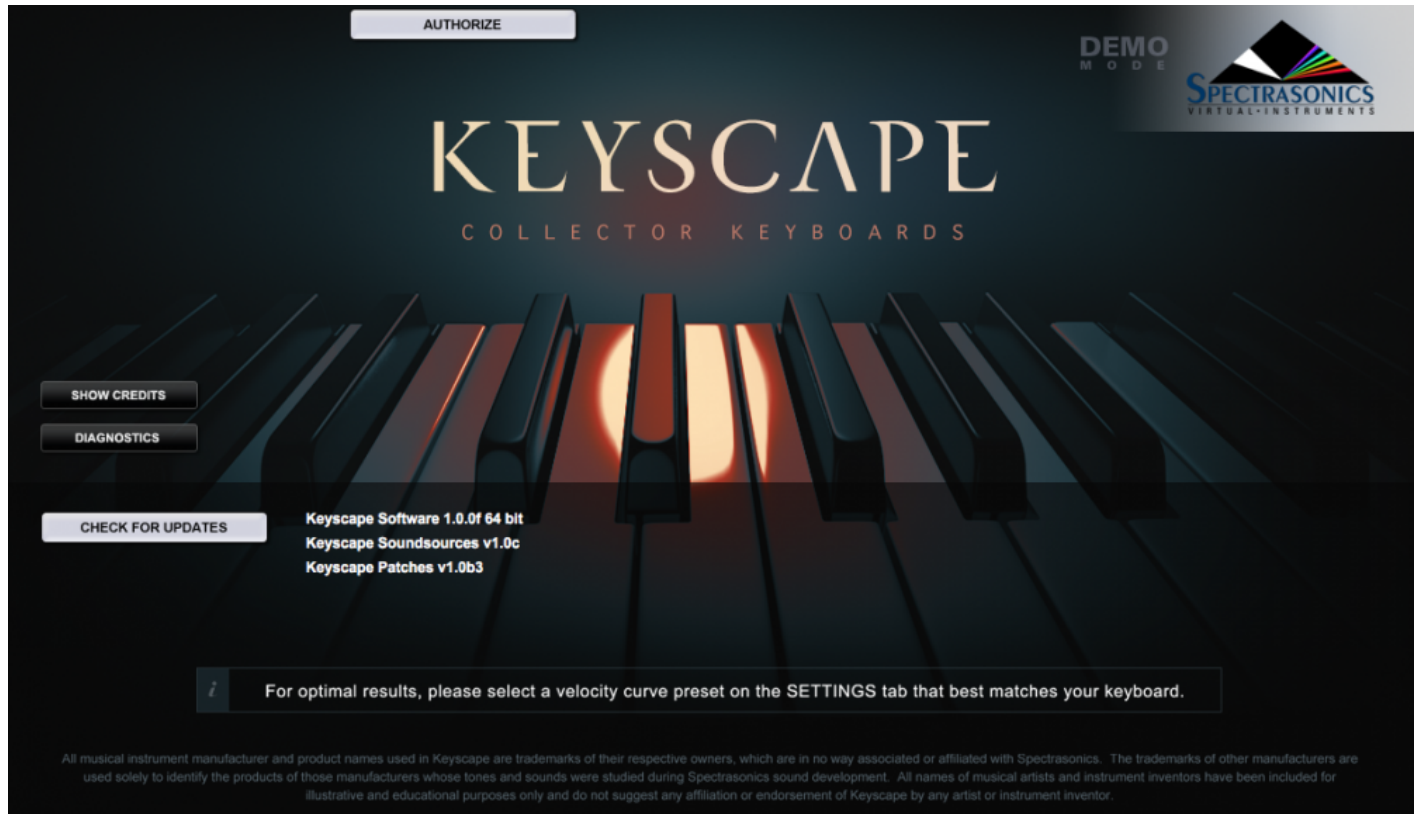 AUTHORIZE
DEMO
MODE
SPECTRASONICS
VIRTUAL•INSTRUMENTS
KEYSCAPE
COLLECTOR KEYBOARDS
SHOW CREDITS
DIAGNOSTICS
CHECK FOR UPDATES
Keyscape Software 1.0.0f 64 bit
Keyscape Soundsources v1.0c
Keyscape Patches v1.0b3
i
For optimal results, please select a velocity curve preset on the SETTINGS tab that best matches your keyboard.
All musical instrument manufacturer and product names used in Keyscape are trademarks of their respective owners, which are in no way associated or affiliated with Spectrasonics. The trademarks of other manufacturers are
used solely to identify the products of those manufacturers whose tones and sounds were studied during Spectrasonics sound development. All names of musical artists and instrument inventors have been included for
illustrative and educational purposes only and do not suggest any affiliation or endorsement of Keyscape by any artist or instrument inventor.